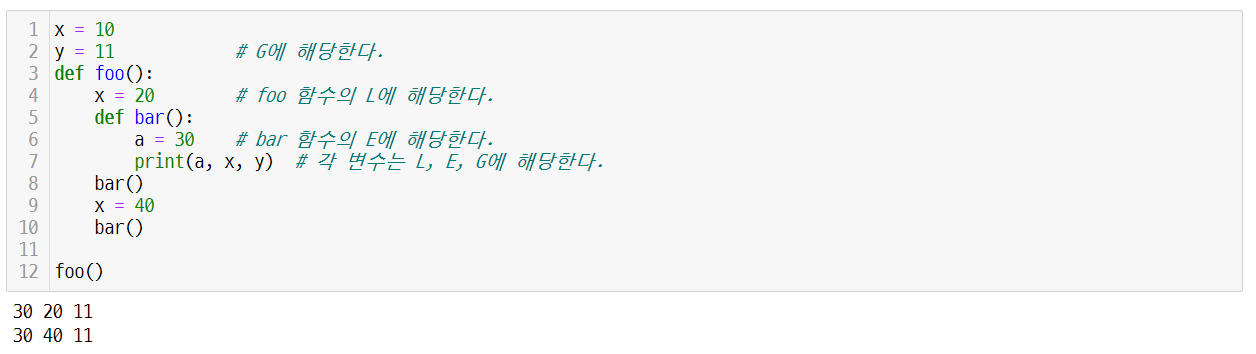 1 x = 10
2 y = 11 # G에 해당한다.
3 def foo():
4 x = 20 # foo 함수의 L에 해당한다.
5 def bar():
6 a = 30 # bar 함수의 E에 해당한다.
7 print(a, x, y) # 각 변수는 L, E, G에 해당한다.
8 bar()
9 x = 40
10 bar()
11
12 foo()
30 20 11
30 40 11